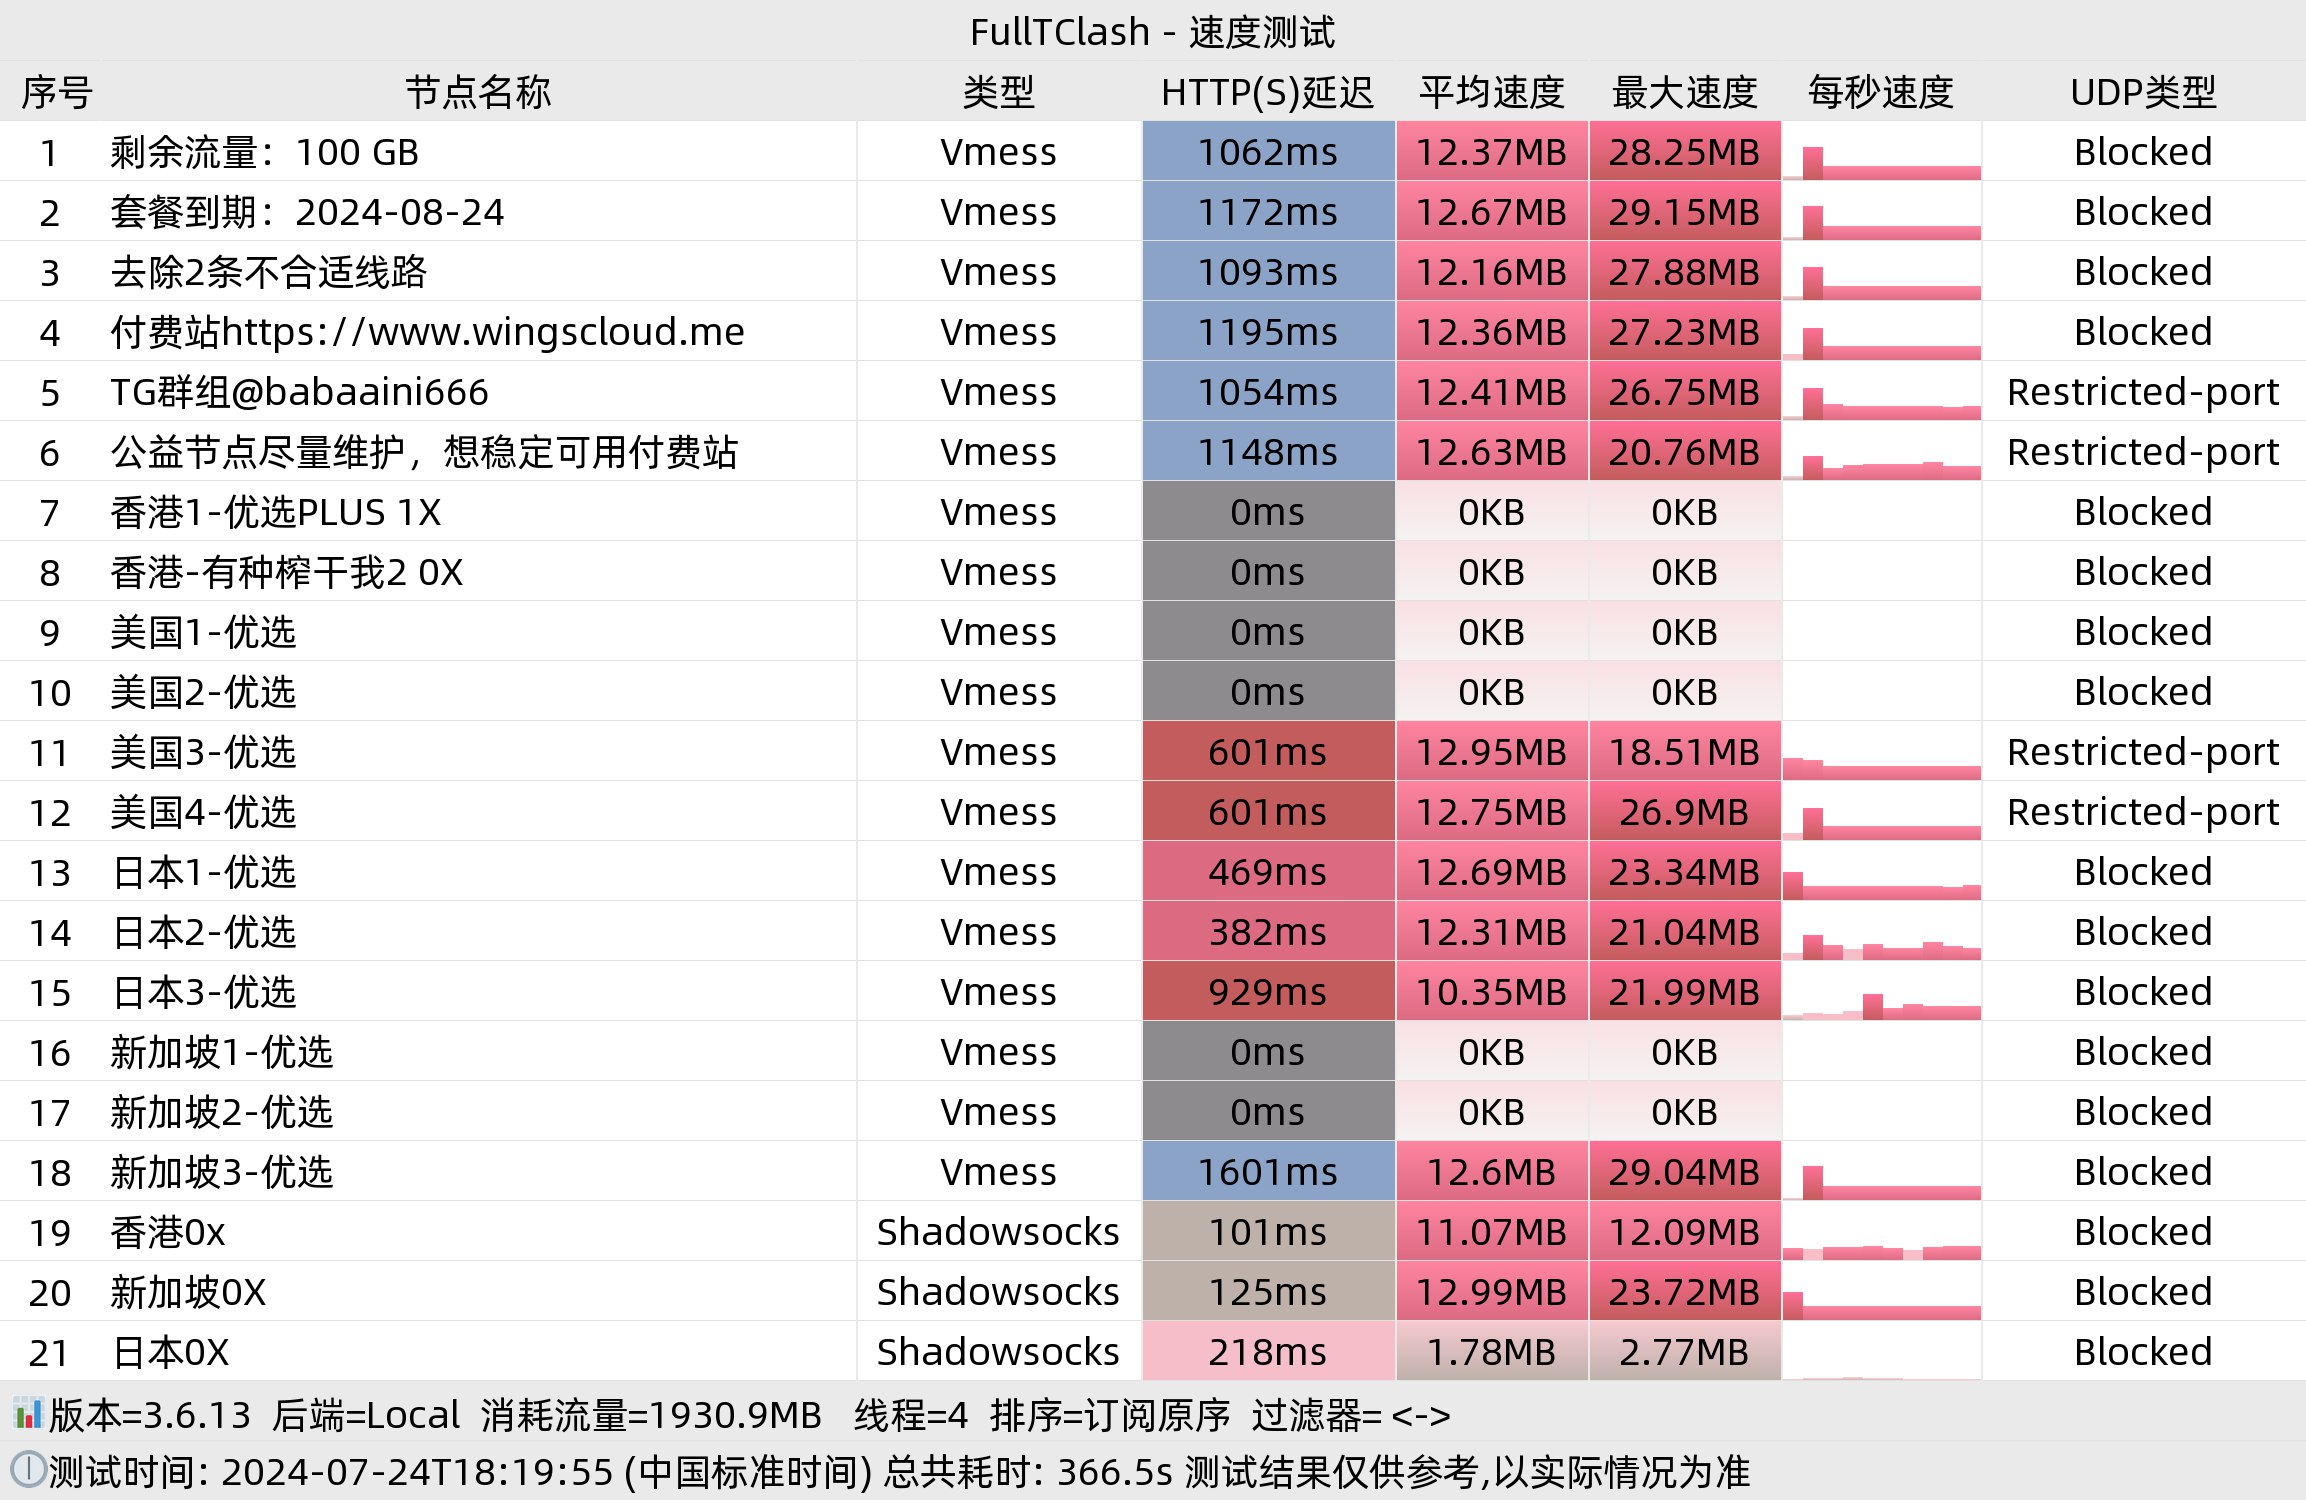 FullTClash - 速度测试
序号 节点名称 类型 HTTP(S)延迟 平均速度 最大速度 每秒速度 UDP类型
1 剩余流量：100 GB Vmess 1062ms 12.37MB 28.25MB Blocked
2 套餐到期：2024-08-24 Vmess 1172ms 12.67MB 29.15MB Blocked
3 去除2条不合适线路 Vmess 1093ms 12.16MB 27.88MB Blocked
4 付费站https://www.wingscloud.me Vmess 1195ms 12.36MB 27.23MB Blocked
5 TG群组@babaaini666 Vmess 1054ms 12.41MB 26.75MB Restricted-port
6 公益节点尽量维护，想稳定可用付费站 Vmess 1148ms 12.63MB 20.76MB Restricted-port
7 香港1-优选PLUS 1X Vmess 0ms 0KB 0KB Blocked
8 香港-有种榨干我2 0X Vmess 0ms 0KB 0KB Blocked
9 美国1-优选 Vmess 0ms 0KB 0KB Blocked
10 美国2-优选 Vmess 0ms 0KB 0KB Blocked
11 美国3-优选 Vmess 601ms 12.95MB 18.51MB Restricted-port
12 美国4-优选 Vmess 601ms 12.75MB 26.9MB Restricted-port
13 日本1-优选 Vmess 469ms 12.69MB 23.34MB Blocked
14 日本2-优选 Vmess 382ms 12.31MB 21.04MB Blocked
15 日本3-优选 Vmess 929ms 10.35MB 21.99MB Blocked
16 新加坡1-优选 Vmess 0ms 0KB 0KB Blocked
17 新加坡2-优选 Vmess 0ms 0KB 0KB Blocked
18 新加坡3-优选 Vmess 1601ms 12.6MB 29.04MB Blocked
19 香港0x Shadowsocks 101ms 11.07MB 12.09MB Blocked
20 新加坡0X Shadowsocks 125ms 12.99MB 23.72MB Blocked
21 日本0X Shadowsocks 218ms 1.78MB 2.77MB Blocked
版本=3.6.13 后端=Local 消耗流量=1930.9MB 线程=4 排序=订阅原序 过滤器= <->
测试时间: 2024-07-24T18:19:55 (中国标准时间) 总共耗时: 366.5s 测试结果仅供参考,以实际情况为准